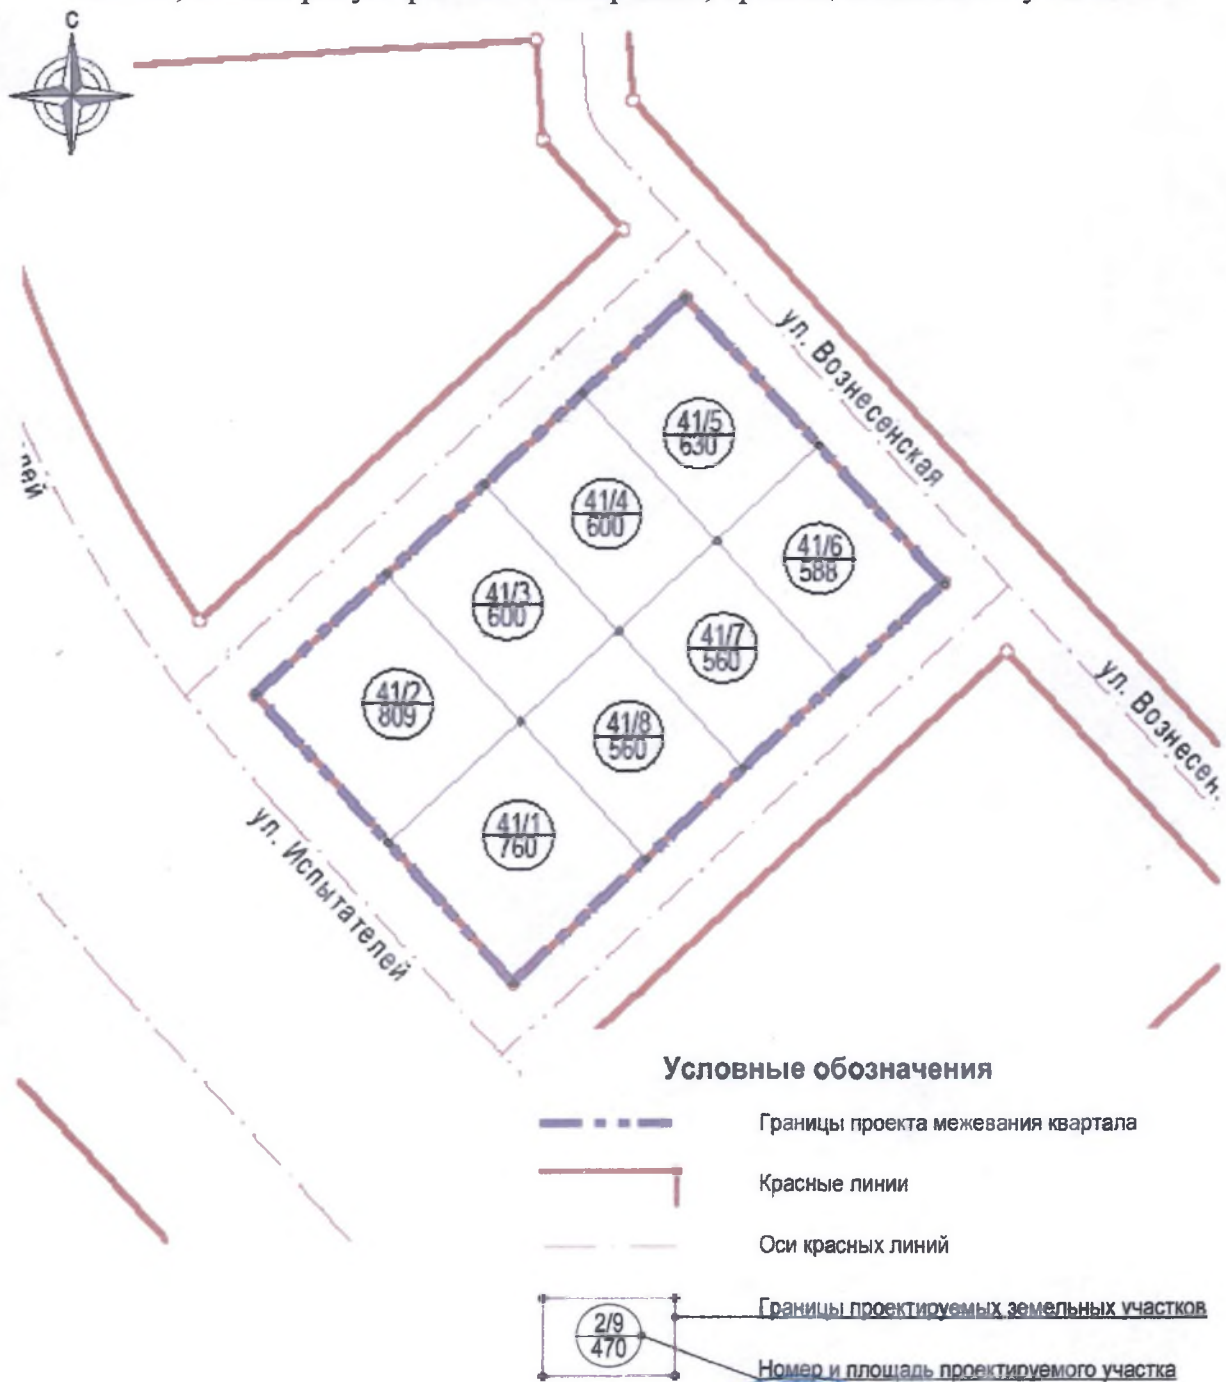 С
ул. Вознесенская
41/5
630
41/4
600
41/6
588
41/3
600
41/7
560
41/2
809
41/8
560
41/1
760
ул. Вознесен.
ул. Испытателей
лей
Условные обозначения
Границы проекта межевания квартала
Красные линии
Оси красных линий
Границы проектируемых земельных участков
2/9
470
Номер и площадь проектируемого участка